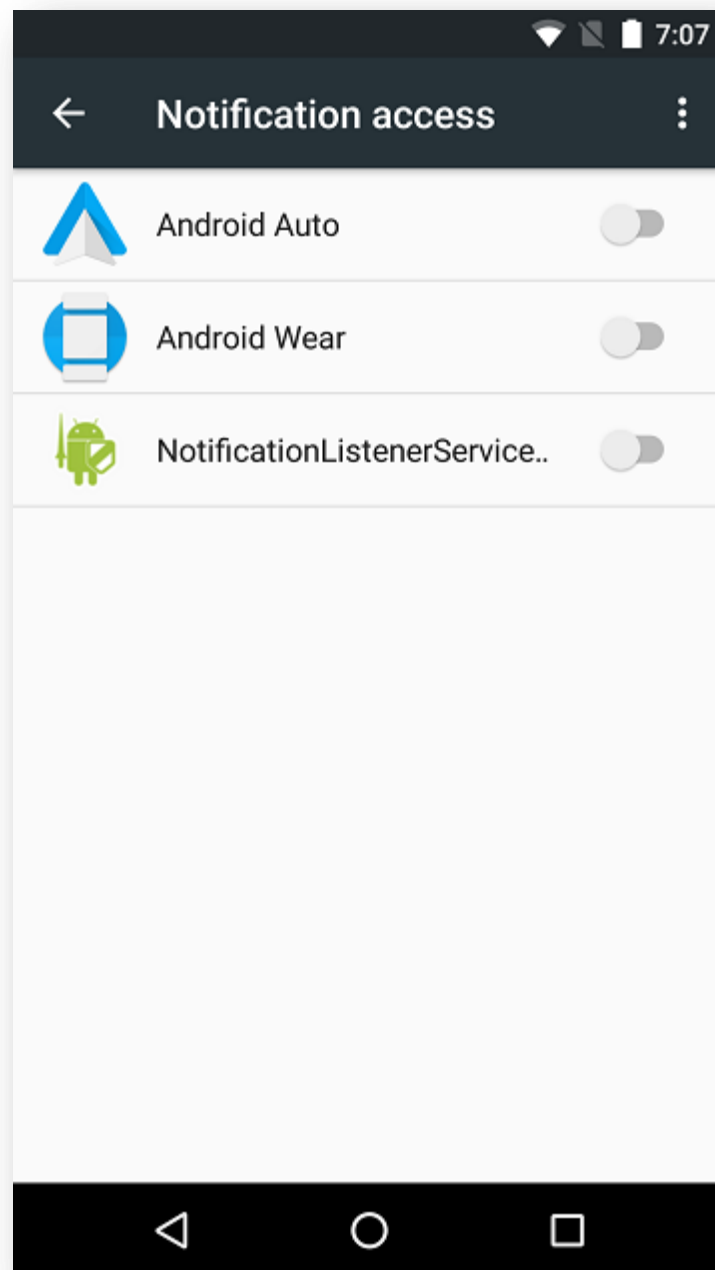 7:07
Notification access
Android Auto
Android Wear
NotificationListenerService..